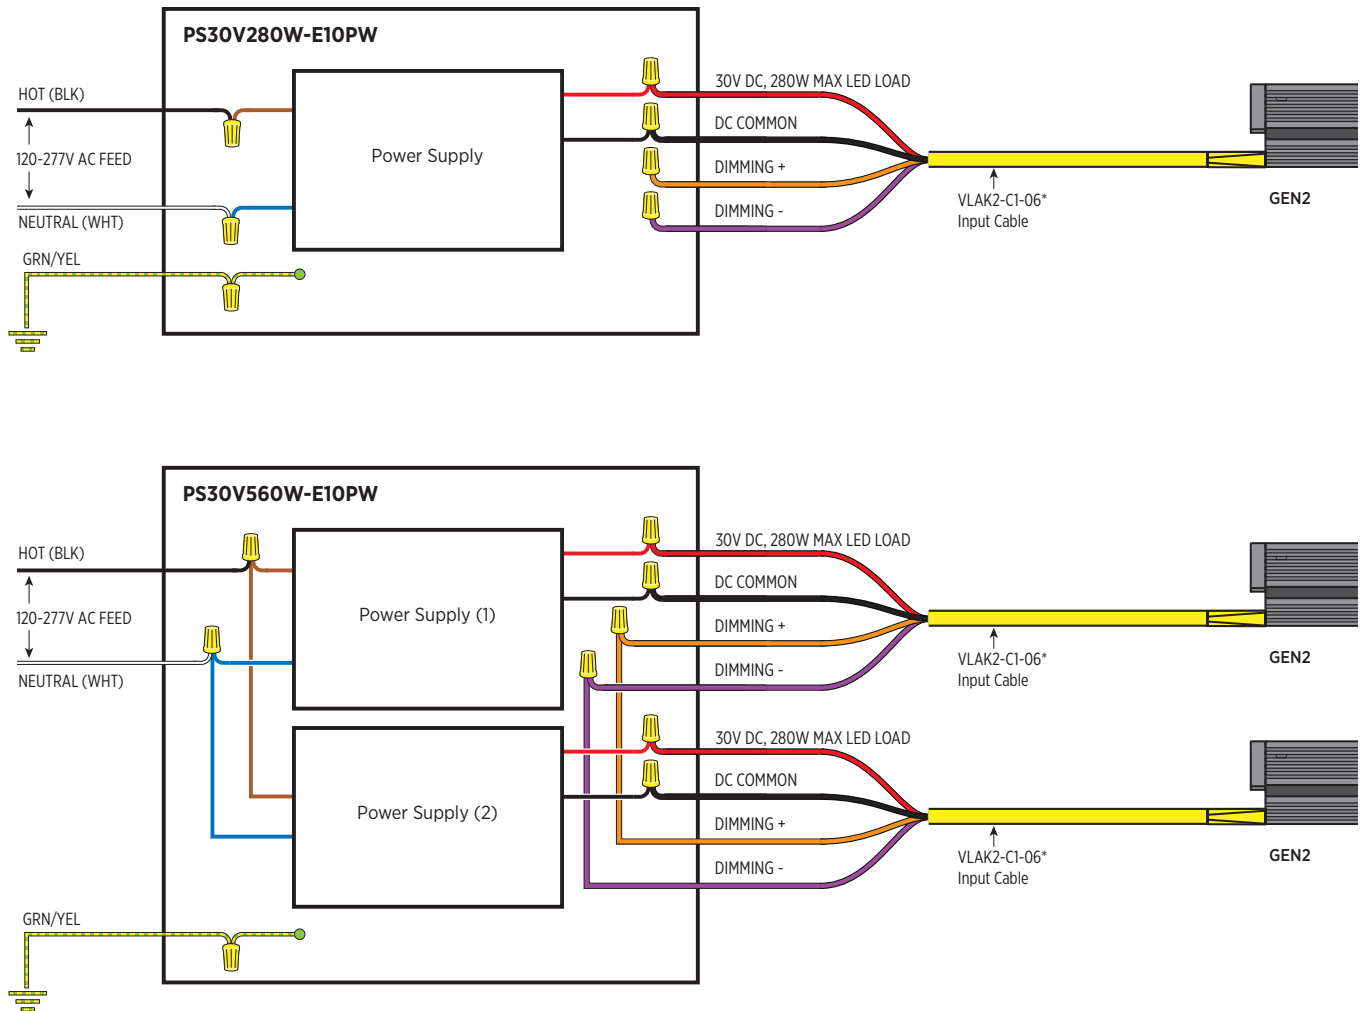 PS30V280W-E10PW
HOT (BLK)
120-277V AC FEED
NEUTRAL (WHT)
GRN/YEL
Power Supply
30V DC, 280W MAX LED LOAD
DC COMMON
DIMMING +
DIMMING -
VLAK2-C1-06*
Input Cable
GEN2
PS30V560W-E10PW
HOT (BLK)
120-277V AC FEED
NEUTRAL (WHT)
Power Supply (1)
30V DC, 280W MAX LED LOAD
DC COMMON
DIMMING +
DIMMING -
VLAK2-C1-06*
Input Cable
GEN2
Power Supply (2)
30V DC, 280W MAX LED LOAD
DC COMMON
DIMMING +
DIMMING -
VLAK2-C1-06*
Input Cable
GEN2
GRN/YEL